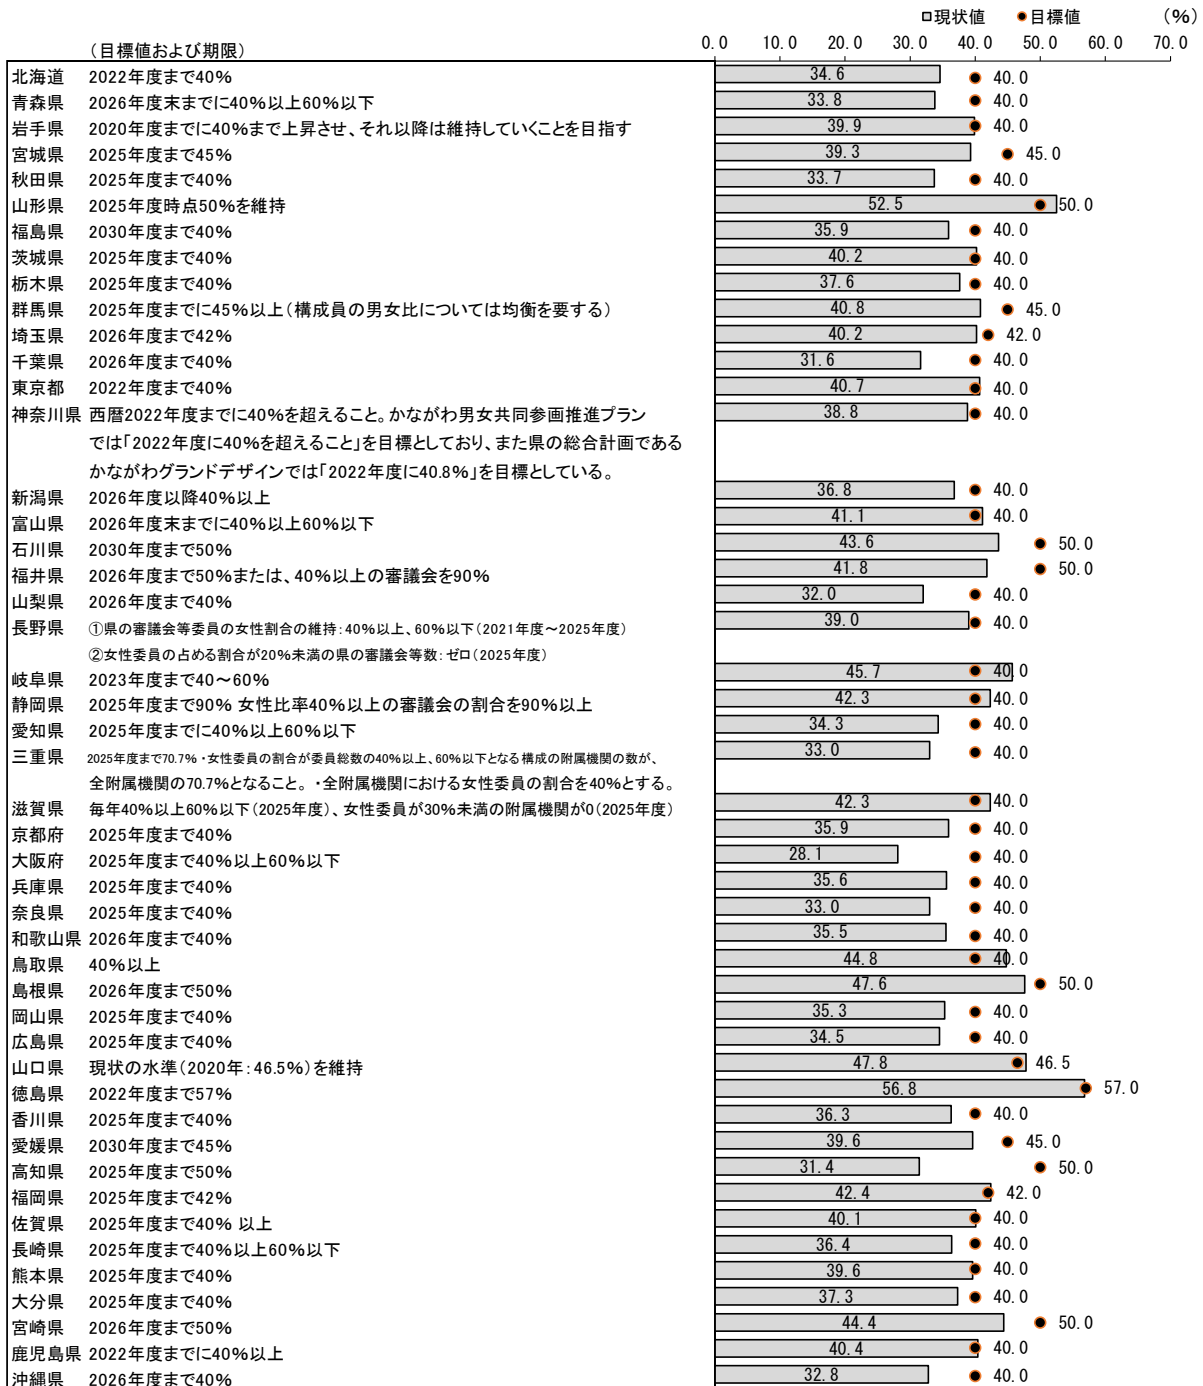 □現状値 ●目標値 (%)
(目標値および期限) 0.0 10.0 20.0 30.0 40.0 50.0 60.0 70.0
北海道 2022年度まで40% 34.6 40.0
青森県 2026年度末までに40%以上60%以下 33.8 40.0
岩手県 2020年度までに40%まで上昇させ、それ以降は維持していくことを目指す 39.9 40.0
宮城県 2025年度まで45% 39.3 45.0
秋田県 2025年度まで40% 33.7 40.0
山形県 2025年度時点50%を維持 52.5 50.0
福島県 2030年度まで40% 35.9 40.0
茨城県 2025年度まで40% 40.2 40.0
栃木県 2025年度まで40% 37.6 40.0
群馬県 2025年度までに45%以上(構成員の男女比については均衡を要する) 40.8 45.0
埼玉県 2026年度まで42% 40.2 42.0
千葉県 2026年度まで40% 31.6 40.0
東京都 2022年度まで40% 40.7 40.0
神奈川県 西暦2022年度までに40%を超えること。かながわ男女共同参画推進プラン 38.8 40.0
では「2022年度に40%を超えること」を目標としており、また県の総合計画である
かながわグランドデザインでは「2022年度に40.8%」を目標としている。
新潟県 2026年度以降40%以上 36.8 40.0
富山県 2026年度末までに40%以上60%以下 41.1 40.0
石川県 2030年度まで50% 43.6 50.0
福井県 2026年度まで50%または、40%以上の審議会を90% 41.8 50.0
山梨県 2026年度まで40% 32.0 40.0
長野県 ①県の審議会等委員の女性割合の維持:40%以上、60%以下(2021年度~2025年度) 39.0 40.0
②女性委員の占める割合が20%未満の県の審議会等数:ゼロ(2025年度)
岐阜県 2023年度まで40~60% 45.7 40.0
静岡県 2025年度まで90% 女性比率40%以上の審議会の割合を90%以上 42.3 40.0
愛知県 2025年度までに40%以上60%以下 34.3 40.0
三重県 2025年度まで70.7%・女性委員の割合が委員総数の40%以上、60%以下となる構成の附属機関の数が、 33.0 40.0
全附属機関の70.7%となること。・全附属機関における女性委員の割合を40%とする。
滋賀県 毎年40%以上60%以下(2025年度)、女性委員が30%未満の附属機関が0(2025年度) 42.3 40.0
京都府 2025年度まで40% 35.9 40.0
大阪府 2025年度まで40%以上60%以下 28.1 40.0
兵庫県 2025年度まで40% 35.6 40.0
奈良県 2025年度まで40% 33.0 40.0
和歌山県 2026年度まで40% 35.5 40.0
鳥取県 40%以上 44.8 40.0
島根県 2026年度まで50% 47.6 50.0
岡山県 2025年度まで40% 35.3 40.0
広島県 2025年度まで40% 34.5 40.0
山口県 現状の水準(2020年:46.5%)を維持 47.8 46.5
徳島県 2022年度まで57% 56.8 57.0
香川県 2025年度まで40% 36.3 40.0
愛媛県 2030年度まで45% 39.6 45.0
高知県 2025年度まで50% 31.4 50.0
福岡県 2025年度まで42% 42.4 42.0
佐賀県 2025年度まで40% 以上 40.1 40.0
長崎県 2025年度まで40%以上60%以下 36.4 40.0
熊本県 2025年度まで40% 39.6 40.0
大分県 2025年度まで40% 37.3 40.0
宮崎県 2026年度まで50% 44.4 50.0
鹿児島県 2022年度までに40%以上 40.4 40.0
沖縄県 2026年度まで40% 32.8 40.0